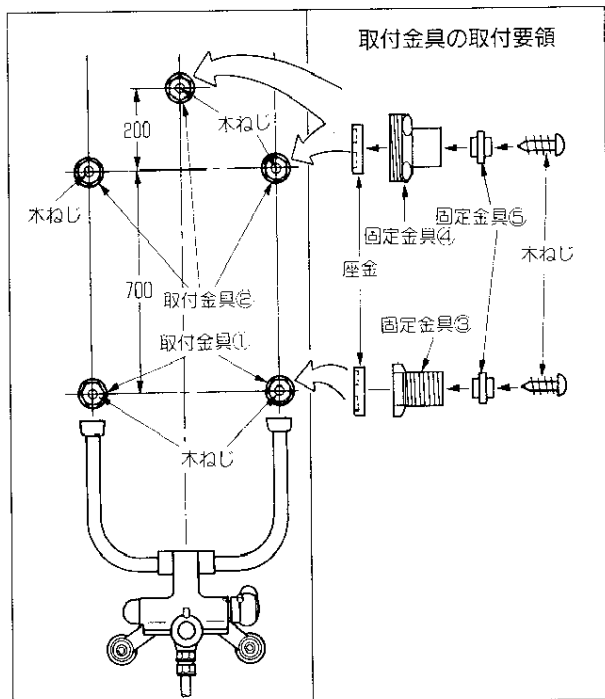 取付金具の取付要領
木ねじ
200
木ねじ
固定金具⑤
固定金具④
木ねじ
座金
700
取付金具②
固定金具③
取付金具①
木ねじ